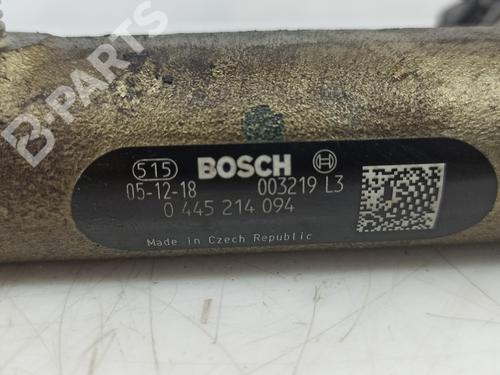 B-PARTS
515 BOSCH
05-12-18 003219 L3
0 445 214 094
Made in Czech Republic